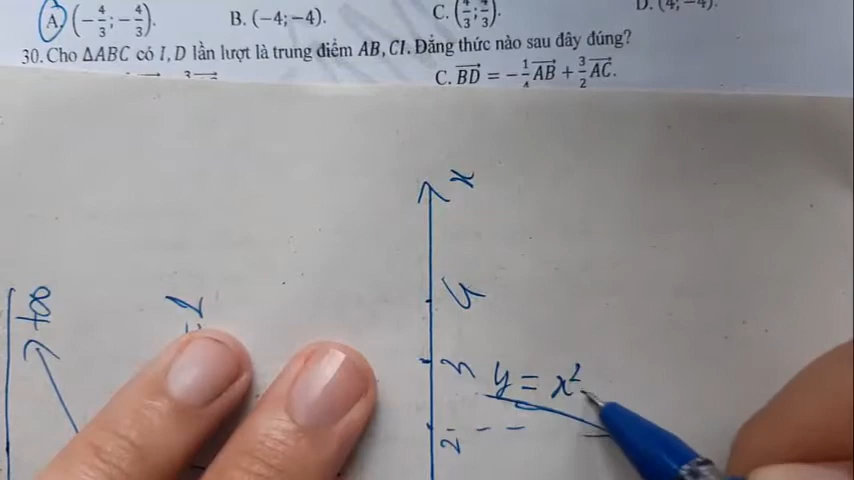 A. (−4/3; −4/3). B. (−4; −4). C. (4/3; 4/3). D. (4; −4).
30. Cho ΔABC có I, D lần lượt là trung điểm AB, CI. Đẳng thức nào sau đây đúng?
C. BD = −1/4 AB + 3/2 AC.
x
4
3
y = x²
2
+∞